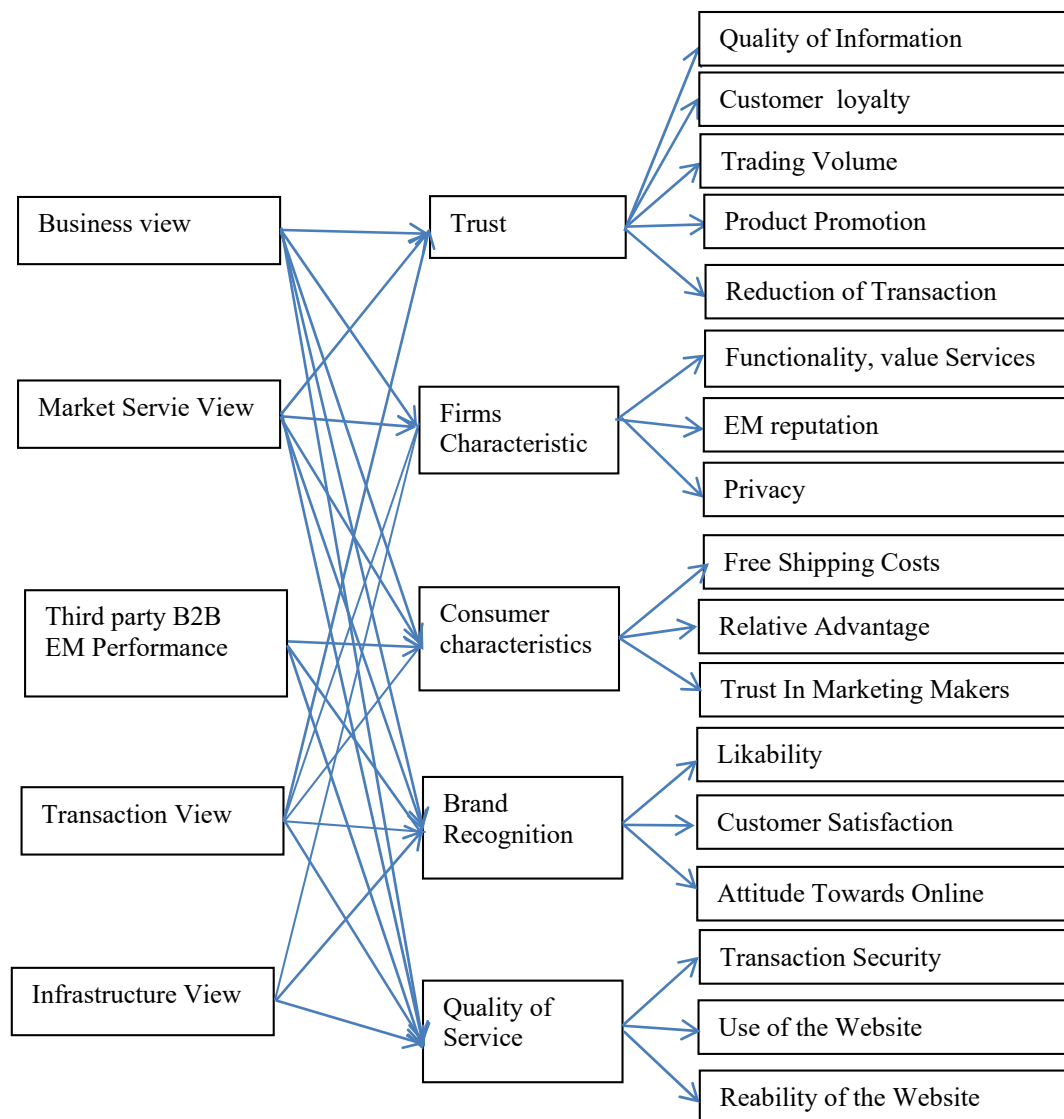 Business view
Market Servie View
Third party B2B
EM Performance
Transaction View
Infrastructure View
Trust
Firms
Characteristic
Consumer
characteristics
Brand
Recognition
Quality of
Service
Quality of Information
Customer loyalty
Trading Volume
Product Promotion
Reduction of Transaction
Functionality, value Services
EM reputation
Privacy
Free Shipping Costs
Relative Advantage
Trust In Marketing Makers
Likability
Customer Satisfaction
Attitude Towards Online
Transaction Security
Use of the Website
Reability of the Website